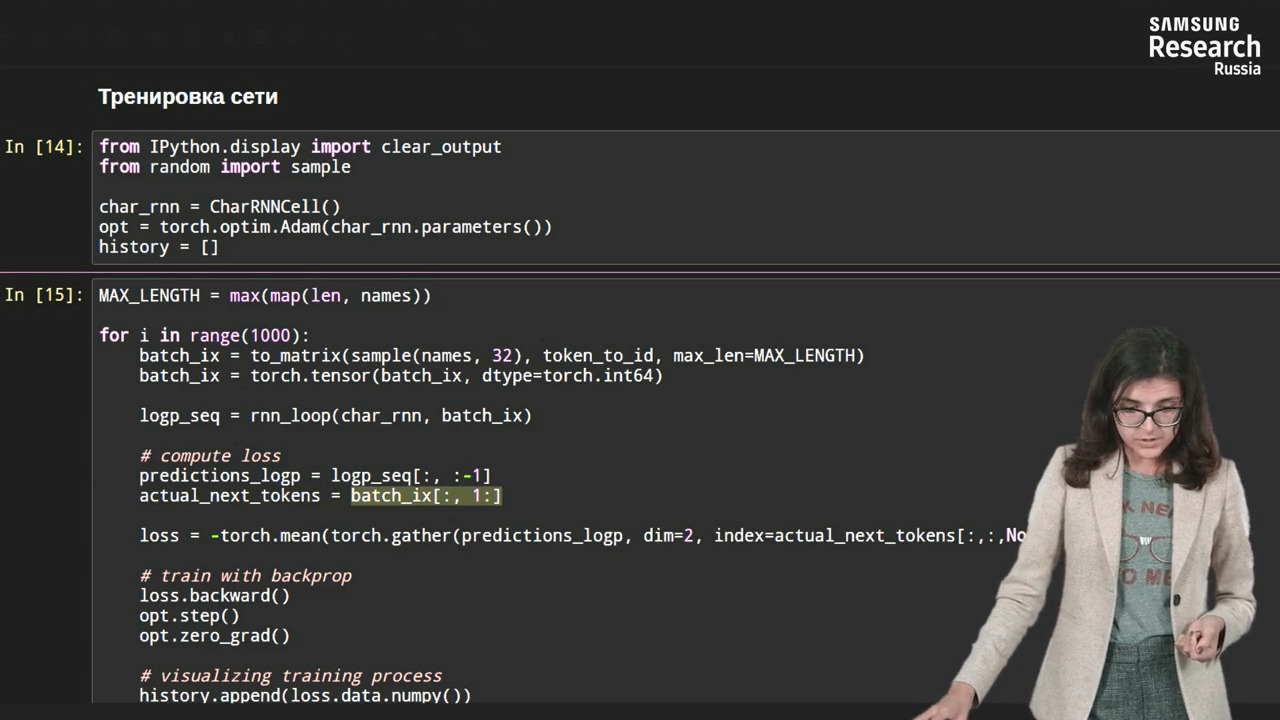 SAMSUNG
Research
Russia
Тренировка сети
In [14]:
from IPython.display import clear_output
from random import sample
char_rnn = CharRNNCell()
opt = torch.optim.Adam(char_rnn.parameters())
history = []
In [15]:
MAX_LENGTH = max(map(len, names))
for i in range(1000):
batch_ix = to_matrix(sample(names, 32), token_to_id, max_len=MAX_LENGTH)
batch_ix = torch.tensor(batch_ix, dtype=torch.int64)
logp_seq = rnn_loop(char_rnn, batch_ix)
# compute loss
predictions_logp = logp_seq[:, :-1]
actual_next_tokens = batch_ix[:, 1:]
loss = -torch.mean(torch.gather(predictions_logp, dim=2, index=actual_next_tokens[:,:,No
# train with backprop
loss.backward()
opt.step()
opt.zero_grad()
# visualizing training process
history.append(loss.data.numpy())